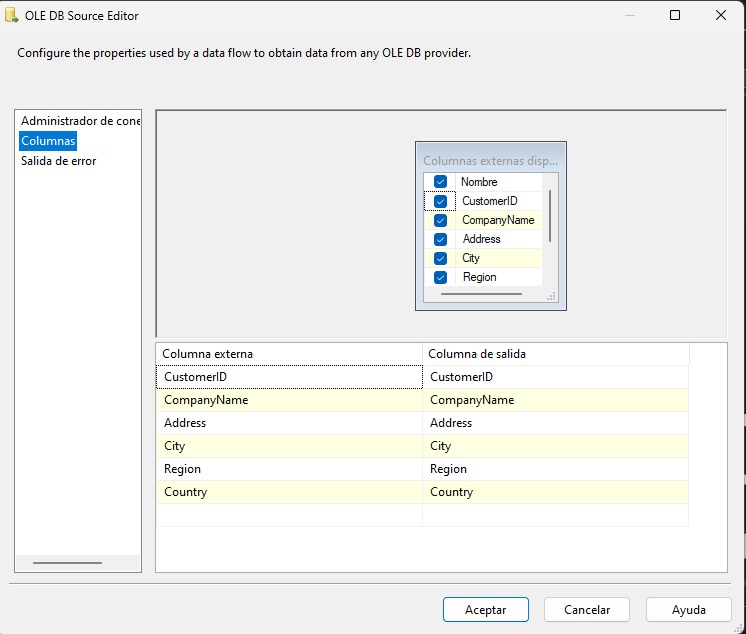 OLE DB Source Editor
Configure the properties used by a data flow to obtain data from any OLE DB provider.
Administrador de cone
Columnas
Salida de error
Columnas externas disp...
Nombre
CustomerID
CompanyName
Address
City
Region
Columna externa Columna de salida
CustomerID CustomerID
CompanyName CompanyName
Address Address
City City
Region Region
Country Country
Aceptar Cancelar Ayuda